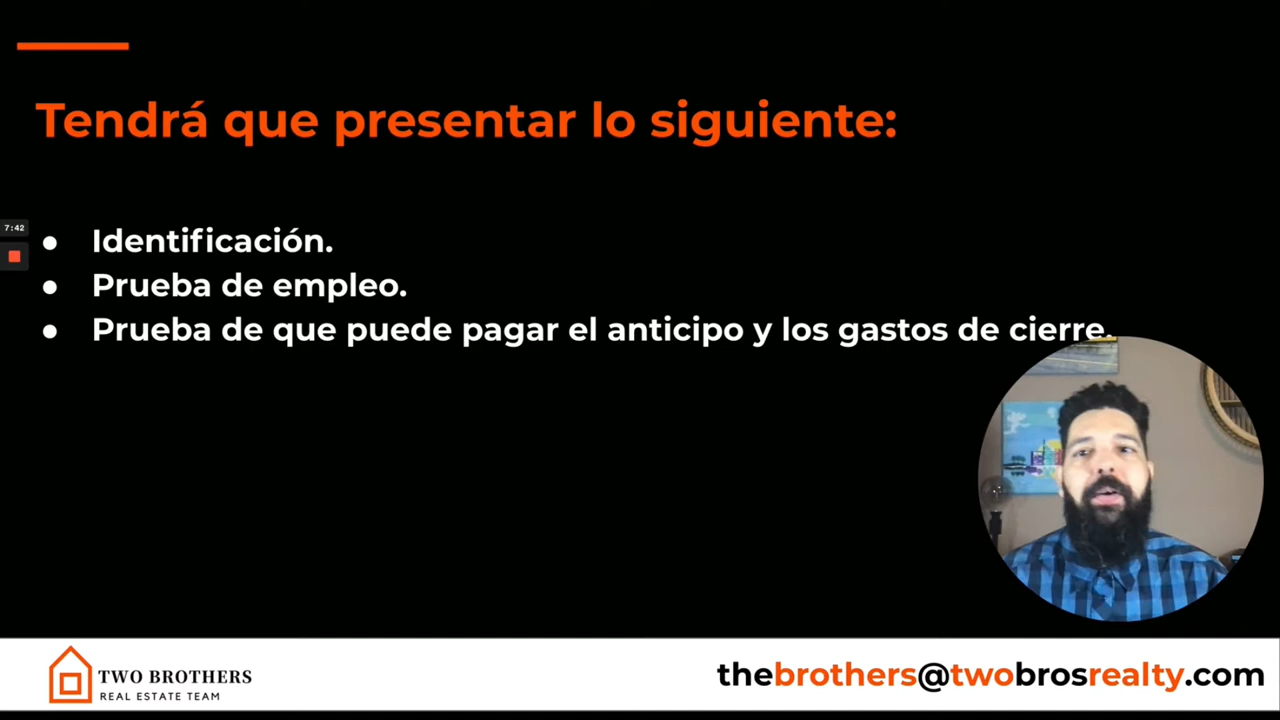 Tendrá que presentar lo siguiente:
7:42
● Identificación.
● Prueba de empleo.
● Prueba de que puede pagar el anticipo y los gastos de cierre.
TWO BROTHERS
REAL ESTATE TEAM
thebrothers@twobrosrealty.com